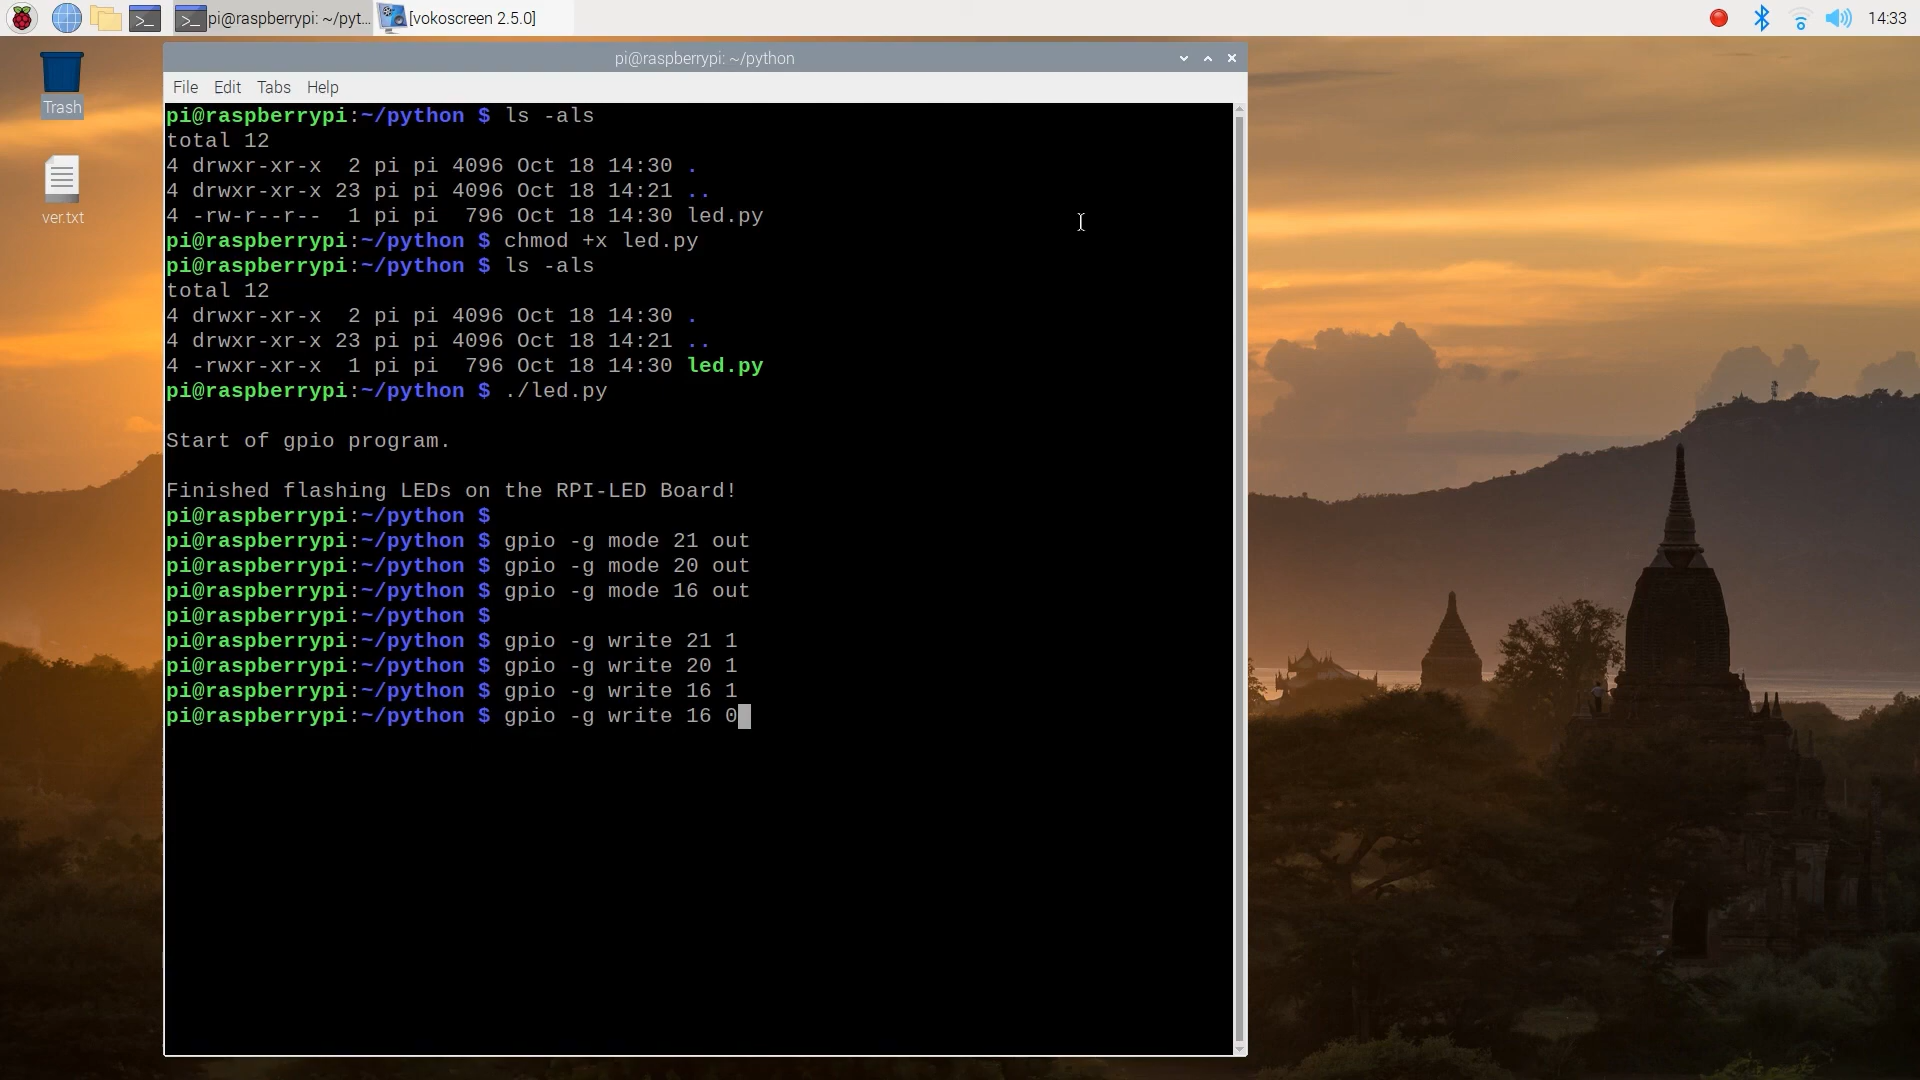 pi@raspberrypi: ~/pyt...
[vokoscreen 2.5.0]
14:33
Trash
ver.txt
pi@raspberrypi: ~/python
File Edit Tabs Help
pi@raspberrypi:~/python $ ls -als
total 12
4 drwxr-xr-x  2 pi pi 4096 Oct 18 14:30 .
4 drwxr-xr-x 23 pi pi 4096 Oct 18 14:21 ..
4 -rw-r--r--  1 pi pi  796 Oct 18 14:30 led.py
pi@raspberrypi:~/python $ chmod +x led.py
pi@raspberrypi:~/python $ ls -als
total 12
4 drwxr-xr-x  2 pi pi 4096 Oct 18 14:30 .
4 drwxr-xr-x 23 pi pi 4096 Oct 18 14:21 ..
4 -rwxr-xr-x  1 pi pi  796 Oct 18 14:30 led.py
pi@raspberrypi:~/python $ ./led.py
Start of gpio program.
Finished flashing LEDs on the RPI-LED Board!
pi@raspberrypi:~/python $
pi@raspberrypi:~/python $ gpio -g mode 21 out
pi@raspberrypi:~/python $ gpio -g mode 20 out
pi@raspberrypi:~/python $ gpio -g mode 16 out
pi@raspberrypi:~/python $
pi@raspberrypi:~/python $ gpio -g write 21 1
pi@raspberrypi:~/python $ gpio -g write 20 1
pi@raspberrypi:~/python $ gpio -g write 16 1
pi@raspberrypi:~/python $ gpio -g write 16 0